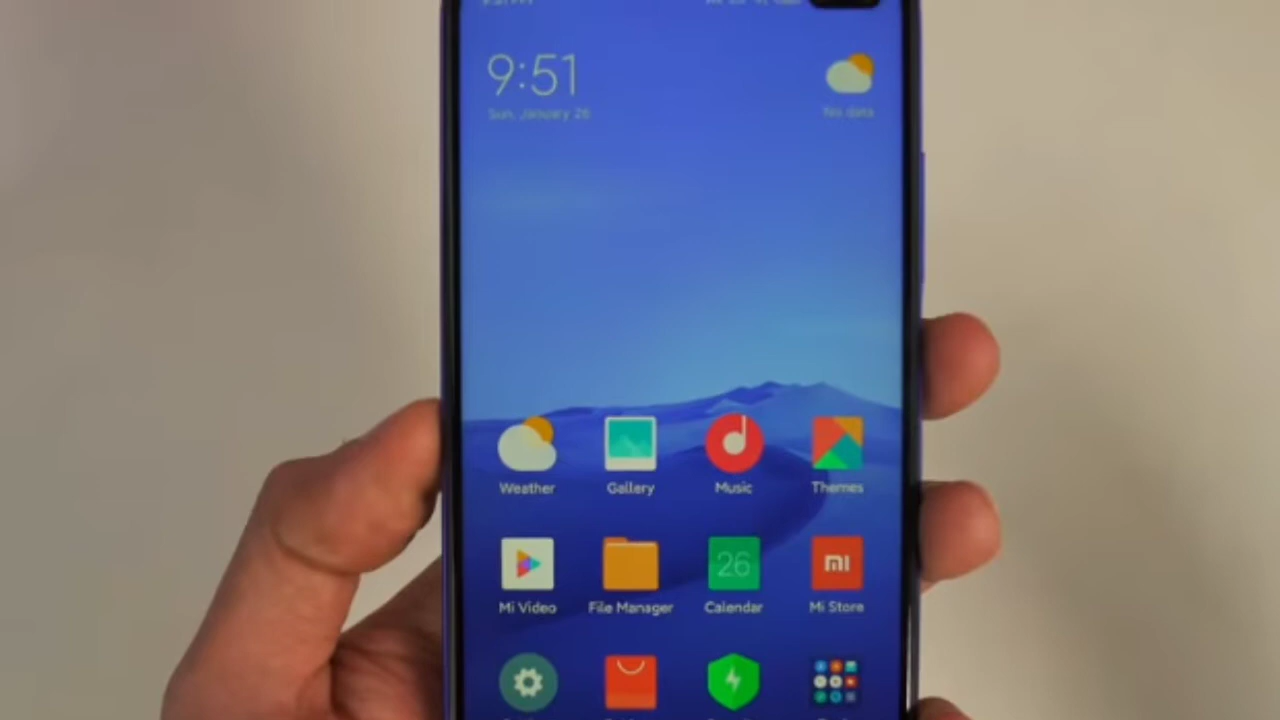 9:51
Sun, January 26
No data
Weather
Gallery
Music
Themes
26
mi
Mi Video
File Manager
Calendar
Mi Store